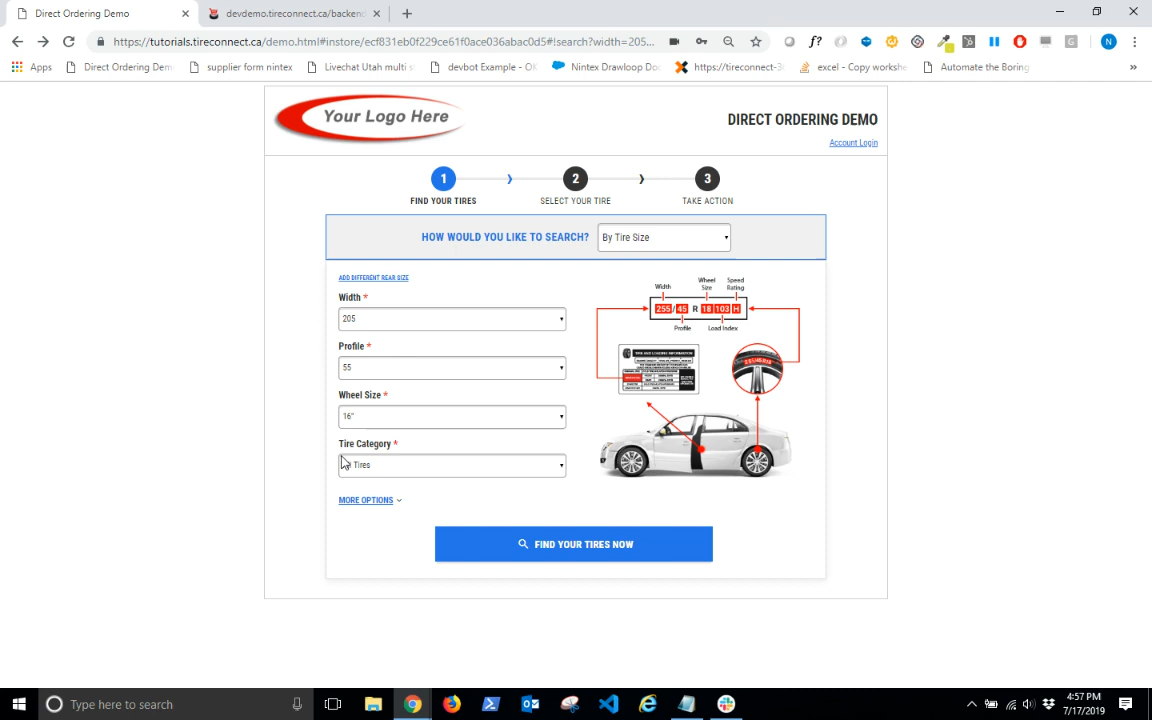 Direct Ordering Demo
devdemo.tireconnect.ca/backen
https://tutorials.tireconnect.ca/demo.html#instore/ecf831eb0f229ce61f0ace036abac0d5#!search?width=205...
f?
N
Apps
Direct Ordering Dem
supplier form nintex
Livechat Utah multi s
devbot Example - OK
Nintex Drawloop Doc
https://tireconnect-3
excel - Copy workshe
Automate the Boring
»
Your Logo Here
DIRECT ORDERING DEMO
Account Login
1
2
3
FIND YOUR TIRES
SELECT YOUR TIRE
TAKE ACTION
HOW WOULD YOU LIKE TO SEARCH?
By Tire Size
ADD DIFFERENT REAR SIZE
Width *
205
Profile *
55
Wheel Size *
16"
Tire Category *
Tires
MORE OPTIONS
Width
Wheel Size
Speed Rating
255/45 R 18 103 H
Profile
Load Index
TIRE AND LOADING INFORMATION
FIND YOUR TIRES NOW
Type here to search
4:57 PM
7/17/2019